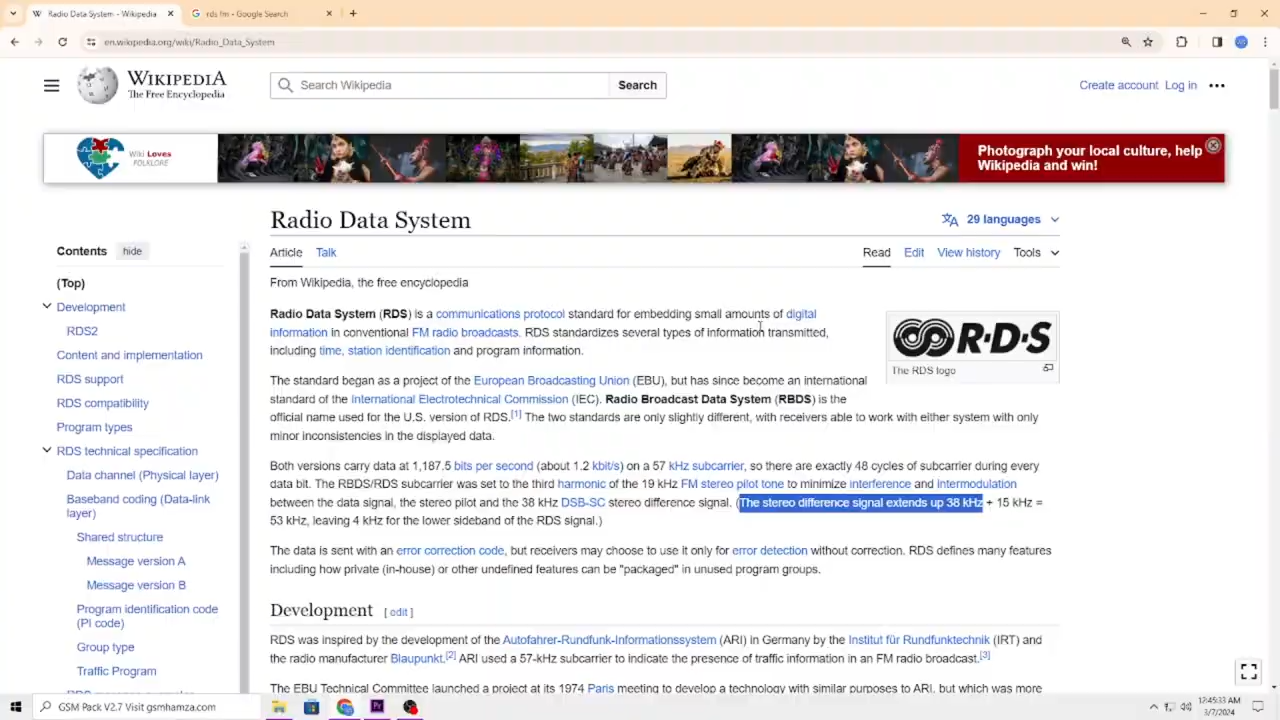 Radio Data System - Wikipedia
rds fm - Google Search
en.wikipedia.org/wiki/Radio_Data_System
WIKIPEDIA
The Free Encyclopedia
Search Wikipedia
Search
Create account
Log in
Wiki Loves
FOLKLORE
Photograph your local culture, help
Wikipedia and win!
Radio Data System
29 languages
Contents
hide
(Top)
Development
RDS2
Content and implementation
RDS support
RDS compatibility
Program types
RDS technical specification
Data channel (Physical layer)
Baseband coding (Data-link
layer)
Shared structure
Message version A
Message version B
Program identification code
(PI code)
Group type
Traffic Program
Article
Talk
Read
Edit
View history
Tools
From Wikipedia, the free encyclopedia
Radio Data System (RDS) is a communications protocol standard for embedding small amounts of digital
information in conventional FM radio broadcasts. RDS standardizes several types of information transmitted,
including time, station identification and program information.
R·D·S
The RDS logo
The standard began as a project of the European Broadcasting Union (EBU), but has since become an international
standard of the International Electrotechnical Commission (IEC). Radio Broadcast Data System (RBDS) is the
official name used for the U.S. version of RDS.[1] The two standards are only slightly different, with receivers able to work with either system with only
minor inconsistencies in the displayed data.
Both versions carry data at 1,187.5 bits per second (about 1.2 kbit/s) on a 57 kHz subcarrier, so there are exactly 48 cycles of subcarrier during every
data bit. The RBDS/RDS subcarrier was set to the third harmonic of the 19 kHz FM stereo pilot tone to minimize interference and intermodulation
between the data signal, the stereo pilot and the 38 kHz DSB-SC stereo difference signal. (The stereo difference signal extends up 38 kHz + 15 kHz =
53 kHz, leaving 4 kHz for the lower sideband of the RDS signal.)
The data is sent with an error correction code, but receivers may choose to use it only for error detection without correction. RDS defines many features
including how private (in-house) or other undefined features can be "packaged" in unused program groups.
Development [ edit ]
RDS was inspired by the development of the Autofahrer-Rundfunk-Informationssystem (ARI) in Germany by the Institut für Rundfunktechnik (IRT) and
the radio manufacturer Blaupunkt.[2] ARI used a 57-kHz subcarrier to indicate the presence of traffic information in an FM radio broadcast.[3]
The EBU Technical Committee launched a project at its 1974 Paris meeting to develop a technology with similar purposes to ARI, but which was more
GSM Pack V2.7 Visit gsmhamza.com
12:45:33 AM
3/7/2024